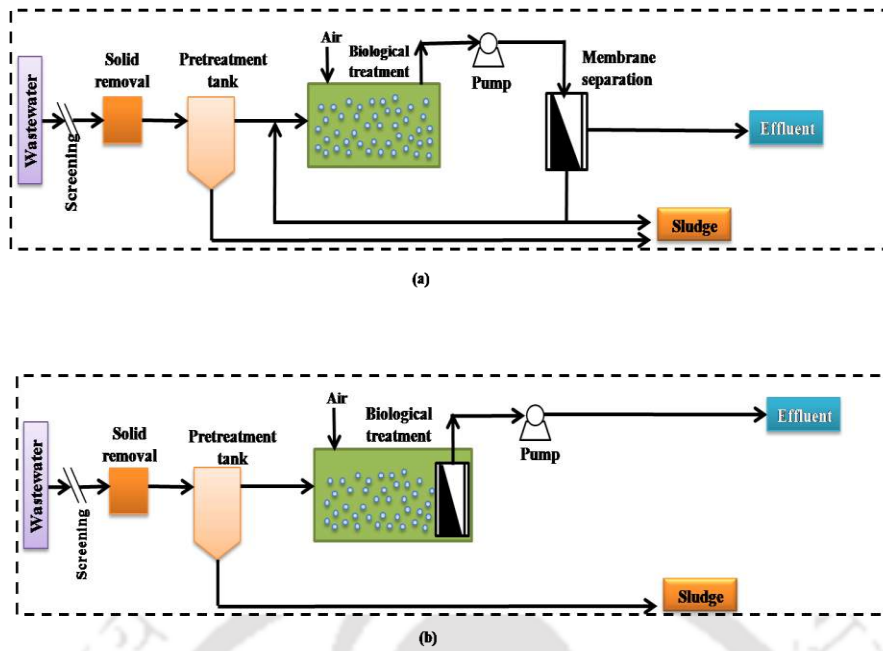 Wastewater
Screening
Solid
removal
Pretreatment
tank
Air
Biological
treatment
Pump
Membrane
separation
Effluent
Sludge
(a)
Wastewater
Screening
Solid
removal
Pretreatment
tank
Air
Biological
treatment
Pump
Effluent
Sludge
(b)